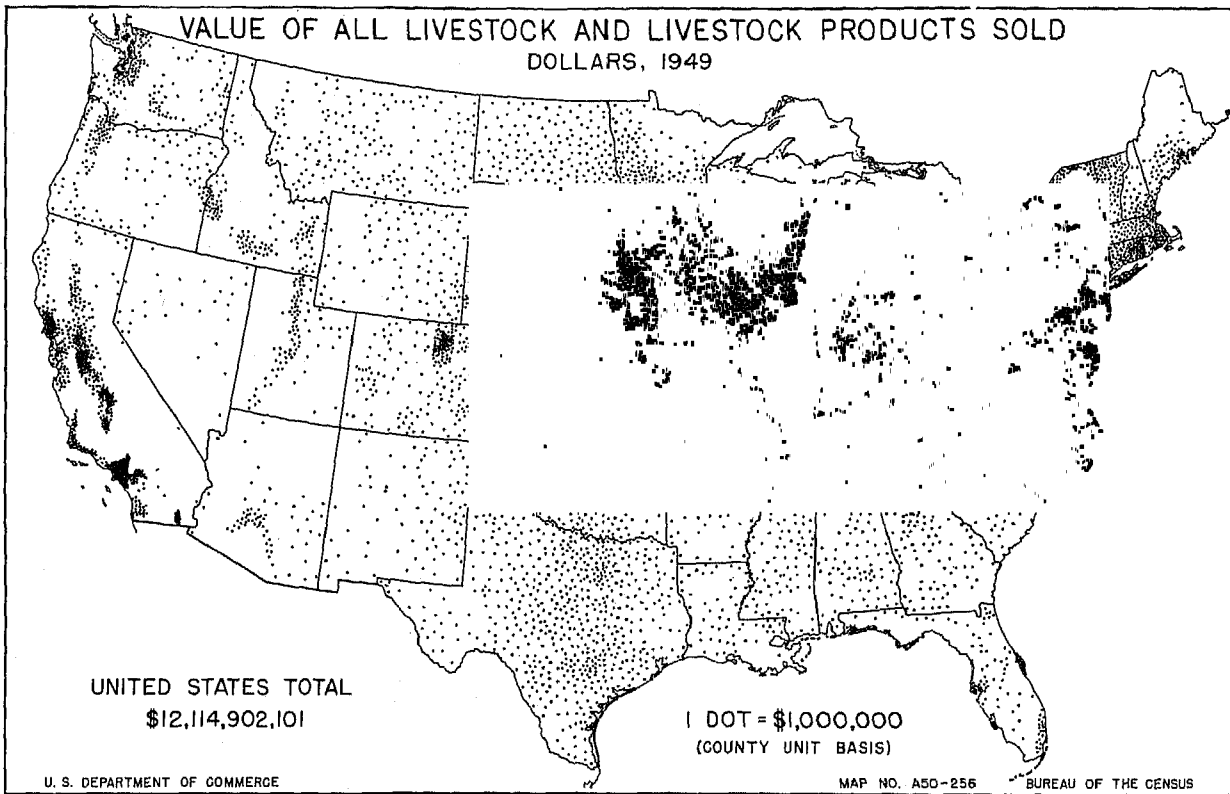 VALUE OF ALL LIVESTOCK AND LIVESTOCK PRODUCTS SOLD
DOLLARS, 1949
UNITED STATES TOTAL
$12,114,902,101
1 DOT = $1,000,000
(COUNTY UNIT BASIS)
U. S. DEPARTMENT OF COMMERCE
MAP NO. A50-256
BUREAU OF THE CENSUS